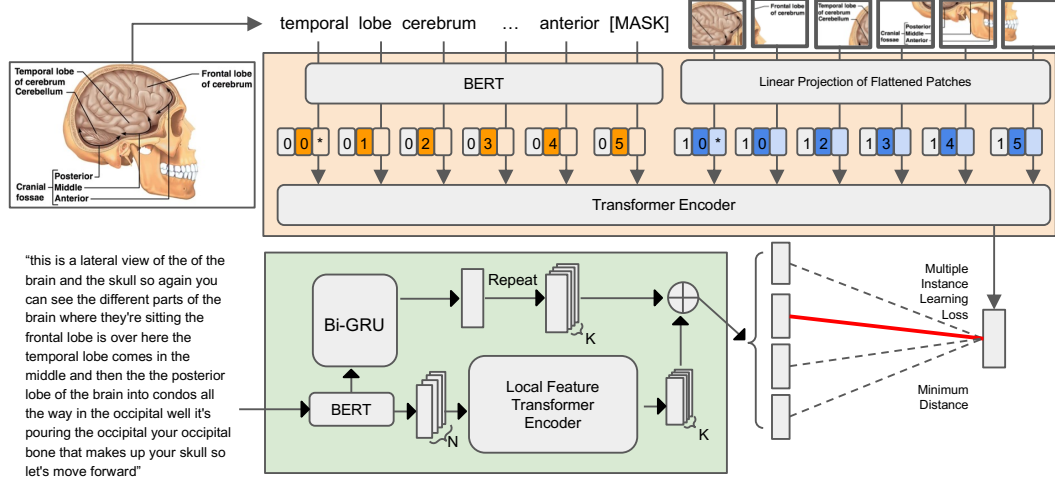 temporal lobe cerebrum ... anterior [MASK]
Frontal lobe
of cerebrum
Temporal lobe
of cerebrum
Cerebellum
Cranial
fossae
Posterior
Middle
Anterior
BERT
Linear Projection of Flattened Patches
0 0 * 0 1 0 2 0 3 0 4 0 5 1 0 * 1 0 1 2 1 3 1 4 1 5
Transformer Encoder
Temporal lobe
of cerebrum
Cerebellum
Frontal lobe
of cerebrum
Cranial
fossae
Posterior
Middle
Anterior
“this is a lateral view of the of the
brain and the skull so again you
can see the different parts of the
brain where they're sitting the
frontal lobe is over here the
temporal lobe comes in the
middle and then the the posterior
lobe of the brain into condos all
the way in the occipital well it's
pouring the occipital your occipital
bone that makes up your skull so
let's move forward”
Bi-GRU
Repeat
K
BERT
N
Local Feature
Transformer
Encoder
K
Multiple
Instance
Learning
Loss
Minimum
Distance